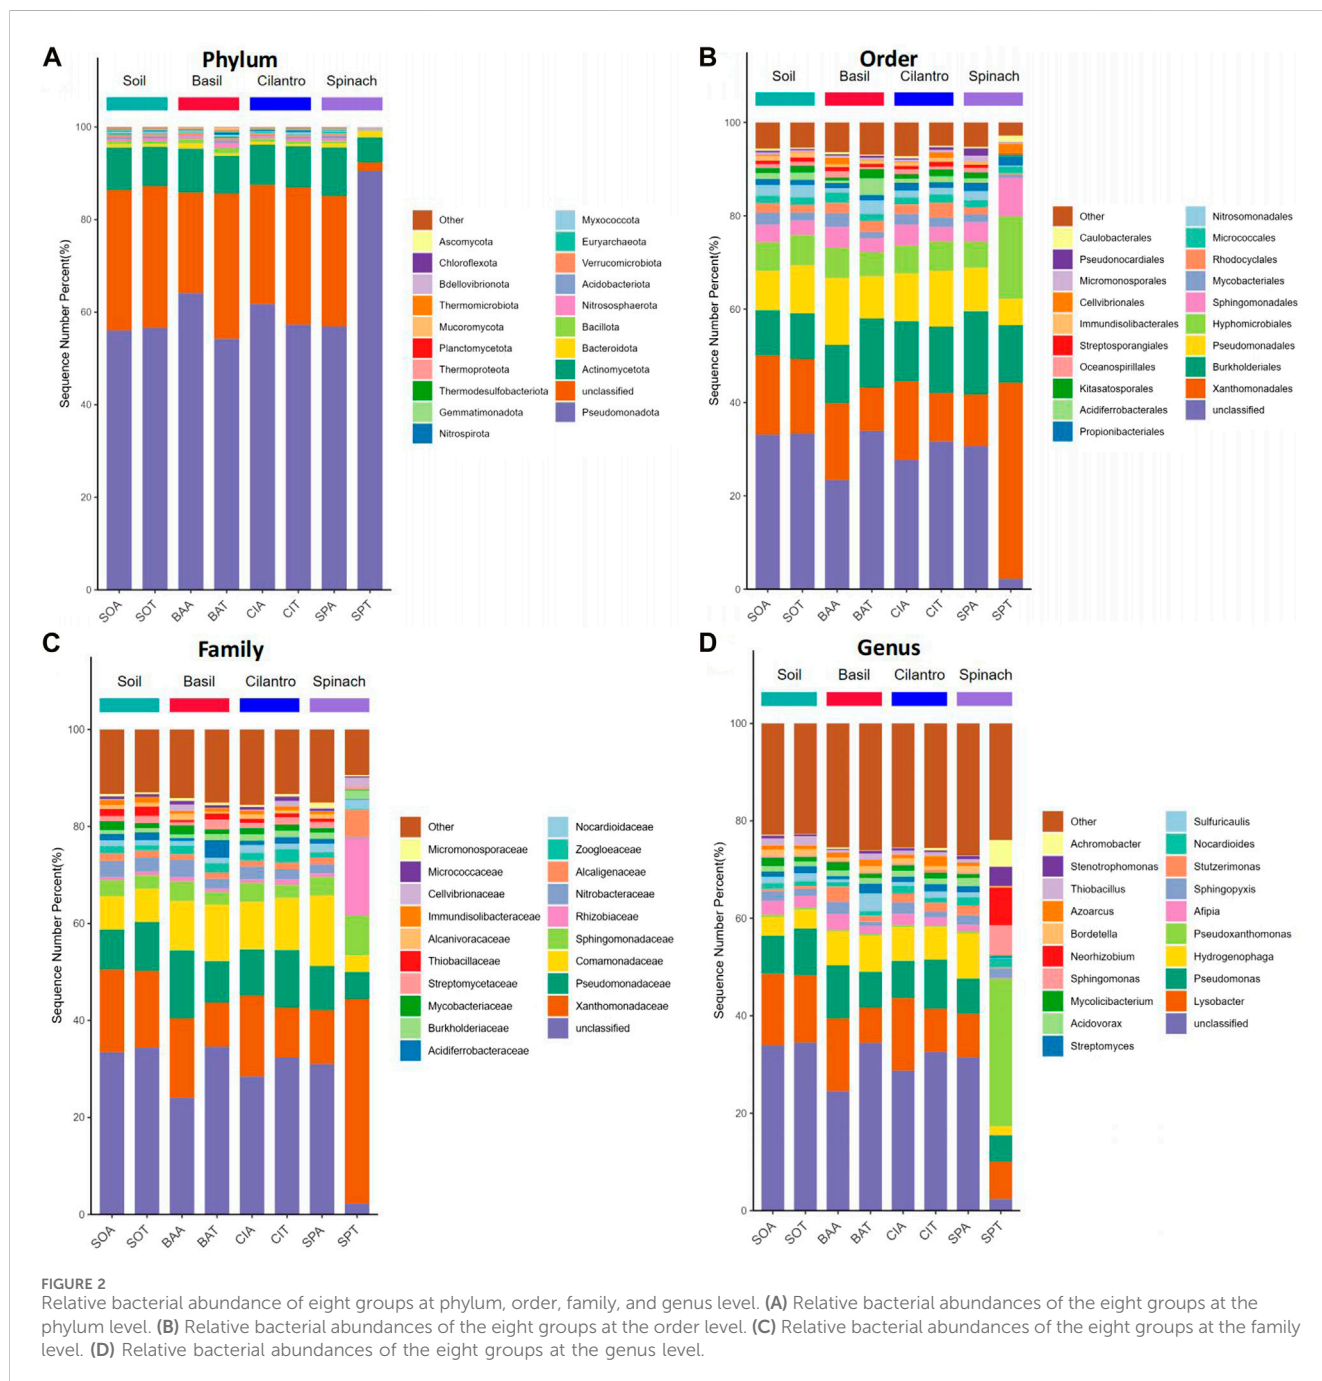 A
Phylum
Soil Basil Cilantro Spinach
Sequence Number Percent(%)
100
80
60
40
20
0
SOA SOT BAA BAT CIA CIT SPA SPT
Other
Ascomycota
Chloroflexota
Bdellovibrionota
Thermomicrobiota
Mucoromycota
Planctomycetota
Thermoproteota
Thermodesulfobacteriota
Gemmatimonadota
Nitrospirota
Myxococcota
Euryarchaeota
Verrucomicrobiota
Acidobacteriota
Nitrososphaerota
Bacillota
Bacteroidota
Actinomycetota
unclassified
Pseudomonadota
B
Order
Soil Basil Cilantro Spinach
Sequence Number Percent(%)
100
80
60
40
20
0
SOA SOT BAA BAT CIA CIT SPA SPT
Other
Caulobacterales
Pseudonocardiales
Micromonosporales
Cellvibrionales
Immundisolibacterales
Streptosporangiales
Oceanospirillales
Kitasatosporales
Acidiferrobacterales
Propionibacteriales
Nitrosomonadales
Micrococcales
Rhodocyclales
Mycobacteriales
Sphingomonadales
Hyphomicrobiales
Pseudomonadales
Burkholderiales
Xanthomonadales
unclassified
C
Family
Soil Basil Cilantro Spinach
Sequence Number Percent(%)
100
80
60
40
20
0
SOA SOT BAA BAT CIA CIT SPA SPT
Other
Micromonosporaceae
Micrococcaceae
Cellvibrionaceae
Immundisolibacteraceae
Alcanivoracaceae
Thiobacillaceae
Streptomycetaceae
Mycobacteriaceae
Burkholderiaceae
Acidiferrobacteraceae
Nocardioidaceae
Zoogloeaceae
Alcaligenaceae
Nitrobacteraceae
Rhizobiaceae
Sphingomonadaceae
Comamonadaceae
Pseudomonadaceae
Xanthomonadaceae
unclassified
D
Genus
Soil Basil Cilantro Spinach
Sequence Number Percent(%)
100
80
60
40
20
0
SOA SOT BAA BAT CIA CIT SPA SPT
Other
Achromobacter
Stenotrophomonas
Thiobacillus
Azoarcus
Bordetella
Neorhizobium
Sphingomonas
Mycolicibacterium
Acidovorax
Streptomyces
Sulfuricaulis
Nocardioides
Stutzerimonas
Sphingopyxis
Afipia
Pseudoxanthomonas
Hydrogenophaga
Pseudomonas
Lysobacter
unclassified
FIGURE 2
Relative bacterial abundance of eight groups at phylum, order, family, and genus level. (A) Relative bacterial abundances of the eight groups at the
phylum level. (B) Relative bacterial abundances of the eight groups at the order level. (C) Relative bacterial abundances of the eight groups at the family
level. (D) Relative bacterial abundances of the eight groups at the genus level.